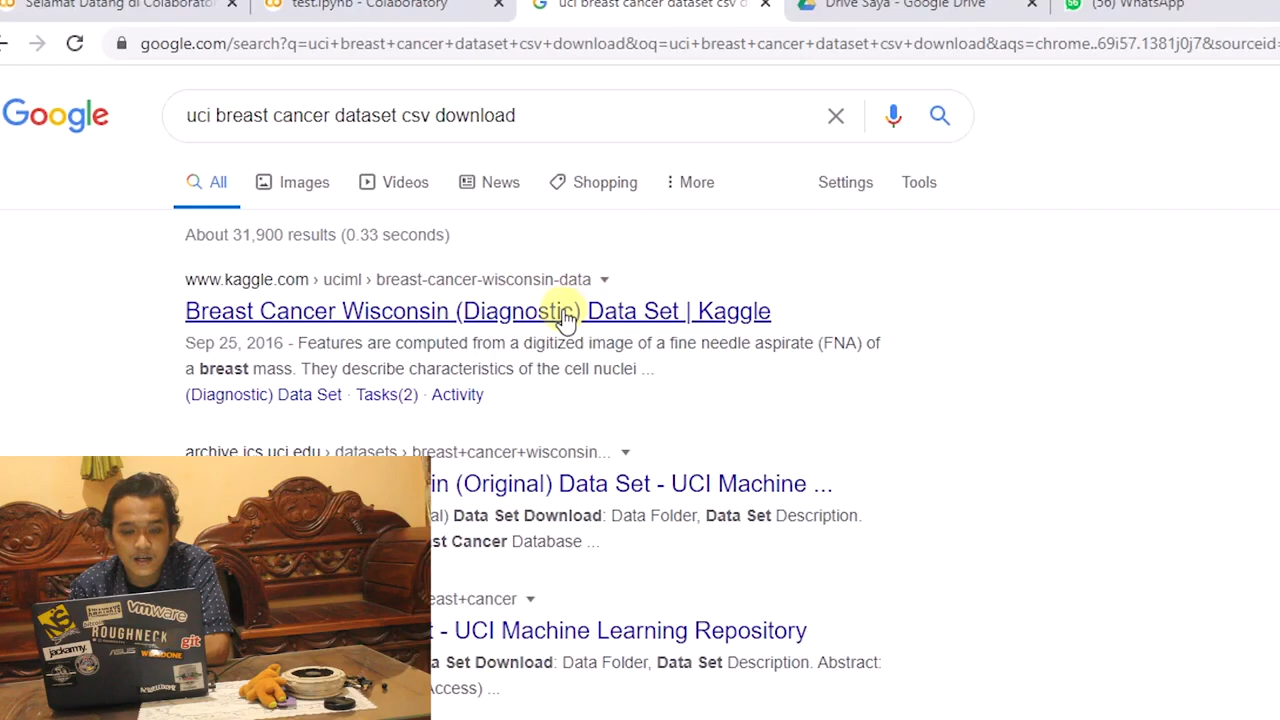 Selamat Datang di Colaborato
test.ipynb - Colaboratory
uci breast cancer dataset csv d
Drive Saya - Google Drive
(56) WhatsApp
google.com/search?q=uci+breast+cancer+dataset+csv+download&oq=uci+breast+cancer+dataset+csv+download&aqs=chrome..69i57.1381j0j7&sourceid=
Google
uci breast cancer dataset csv download
All
Images
Videos
News
Shopping
More
Settings
Tools
About 31,900 results (0.33 seconds)
www.kaggle.com › uciml › breast-cancer-wisconsin-data
Breast Cancer Wisconsin (Diagnostic) Data Set | Kaggle
Sep 25, 2016 - Features are computed from a digitized image of a fine needle aspirate (FNA) of
a breast mass. They describe characteristics of the cell nuclei ...
(Diagnostic) Data Set · Tasks(2) · Activity
archive.ics.uci.edu › datasets › breast+cancer+wisconsin...
in (Original) Data Set - UCI Machine ...
al) Data Set Download: Data Folder, Data Set Description.
st Cancer Database ...
east+cancer
t - UCI Machine Learning Repository
a Set Download: Data Folder, Data Set Description. Abstract:
Access) ...
vmware
ROUGHNECK
git
jackarmy.
ASUS